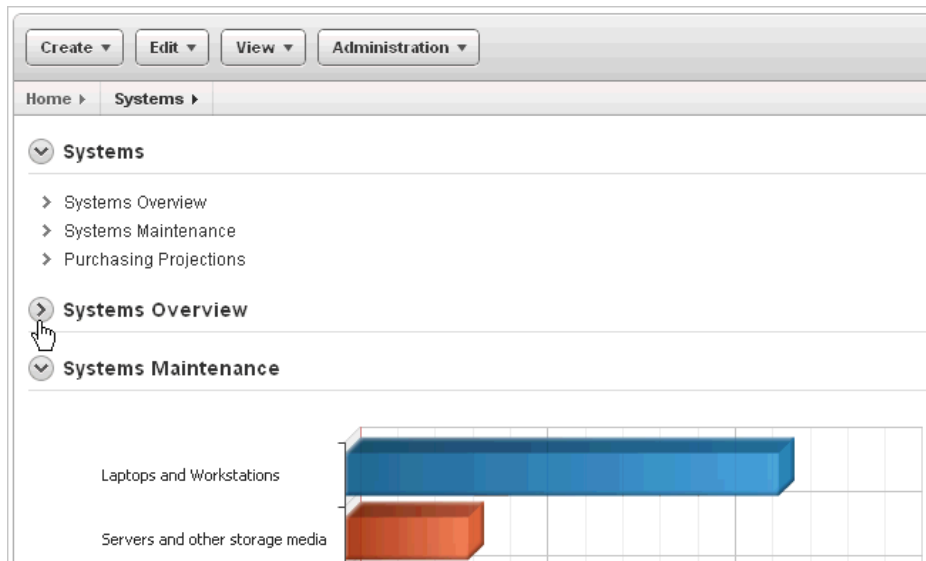 Create Edit View Administration
Home Systems
Systems
Systems Overview
Systems Maintenance
Purchasing Projections
Systems Overview
Systems Maintenance
Laptops and Workstations
Servers and other storage media